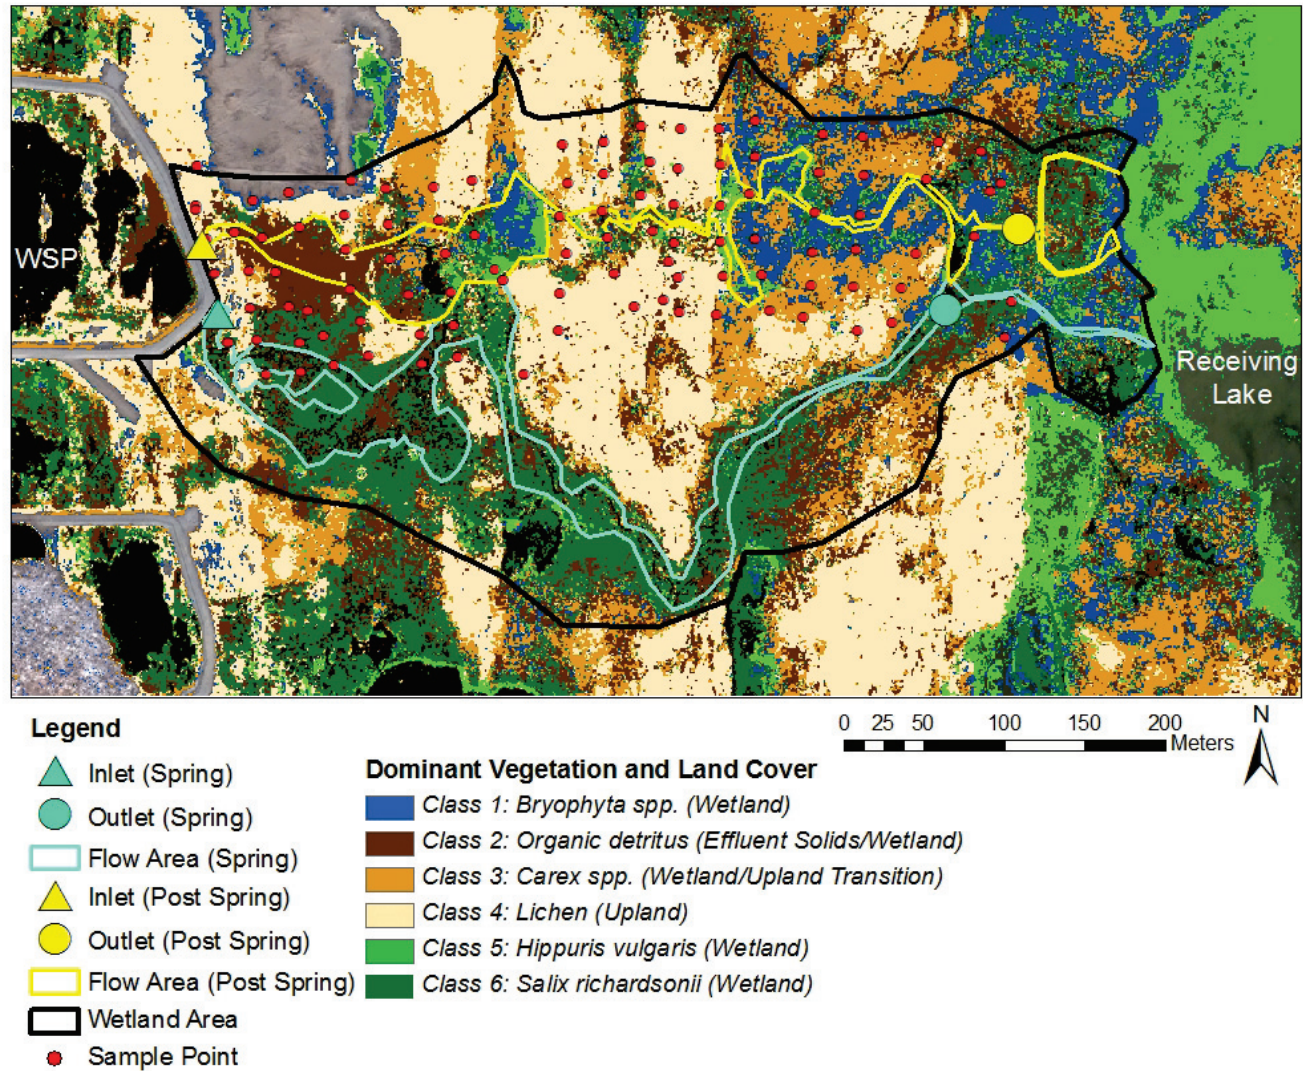 WSP
Receiving
Lake
Legend
Inlet (Spring)
Outlet (Spring)
Flow Area (Spring)
Inlet (Post Spring)
Outlet (Post Spring)
Flow Area (Post Spring)
Wetland Area
Sample Point
Dominant Vegetation and Land Cover
Class 1: Bryophyta spp. (Wetland)
Class 2: Organic detritus (Effluent Solids/Wetland)
Class 3: Carex spp. (Wetland/Upland Transition)
Class 4: Lichen (Upland)
Class 5: Hippuris vulgaris (Wetland)
Class 6: Salix richardsonii (Wetland)
0 25 50 100 150 200
Meters
N